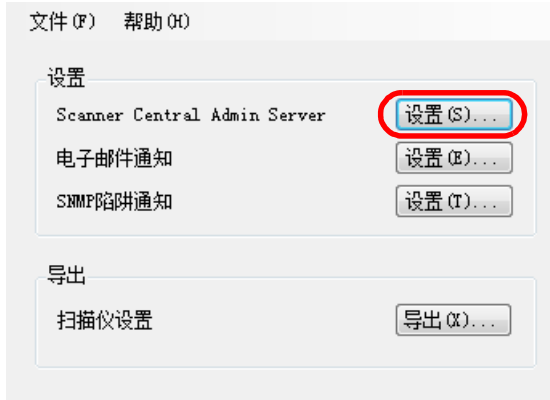 文件(F) 帮助(H)
设置
Scanner Central Admin Server 设置(S)...
电子邮件通知 设置(E)...
SNMP陷阱通知 设置(T)...
导出
扫描仪设置 导出(X)...